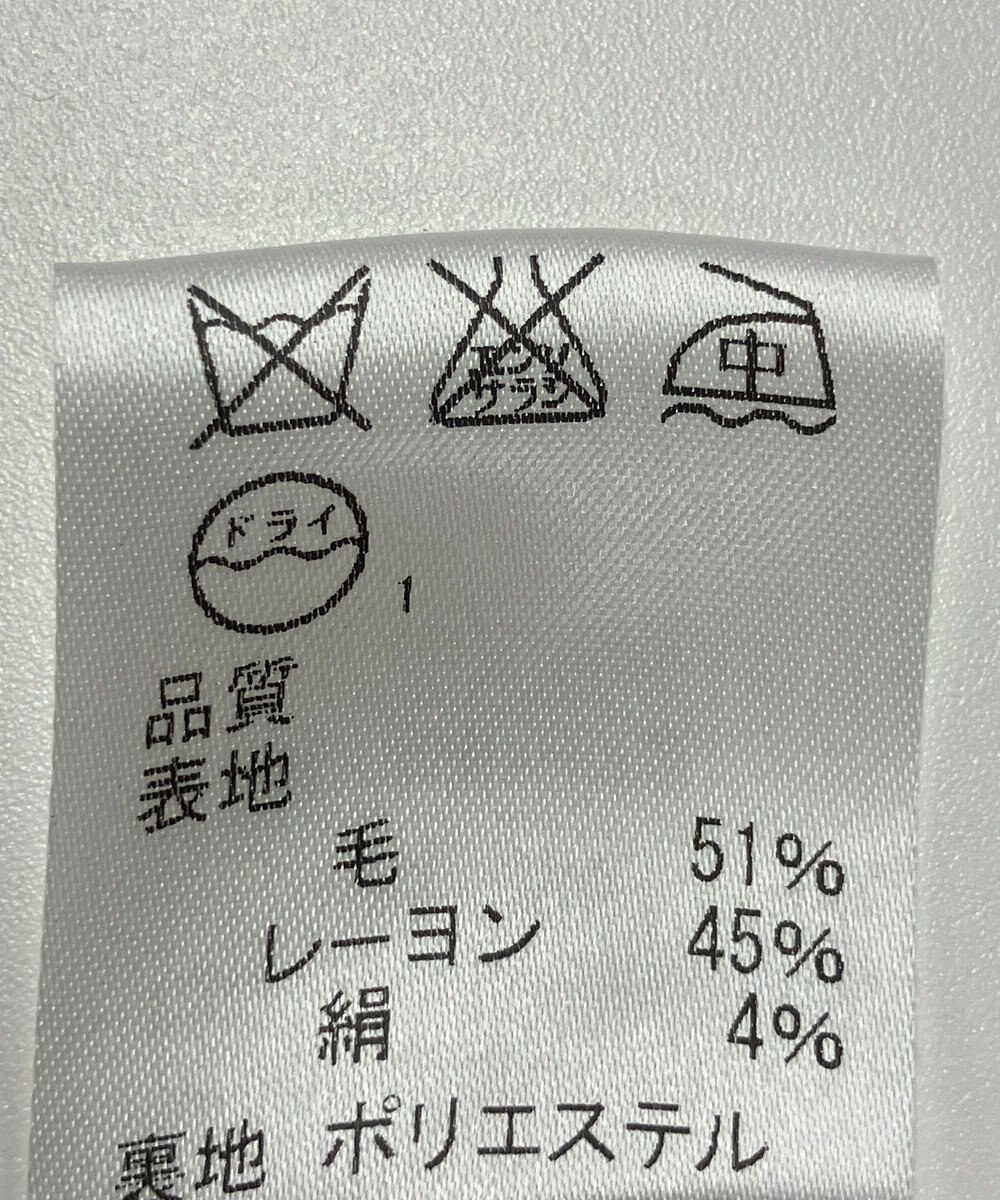 エンソ
サラシ
中
ドライ
1
品質
表地
毛 51%
レーヨン 45%
絹 4%
裏地 ポリエステル